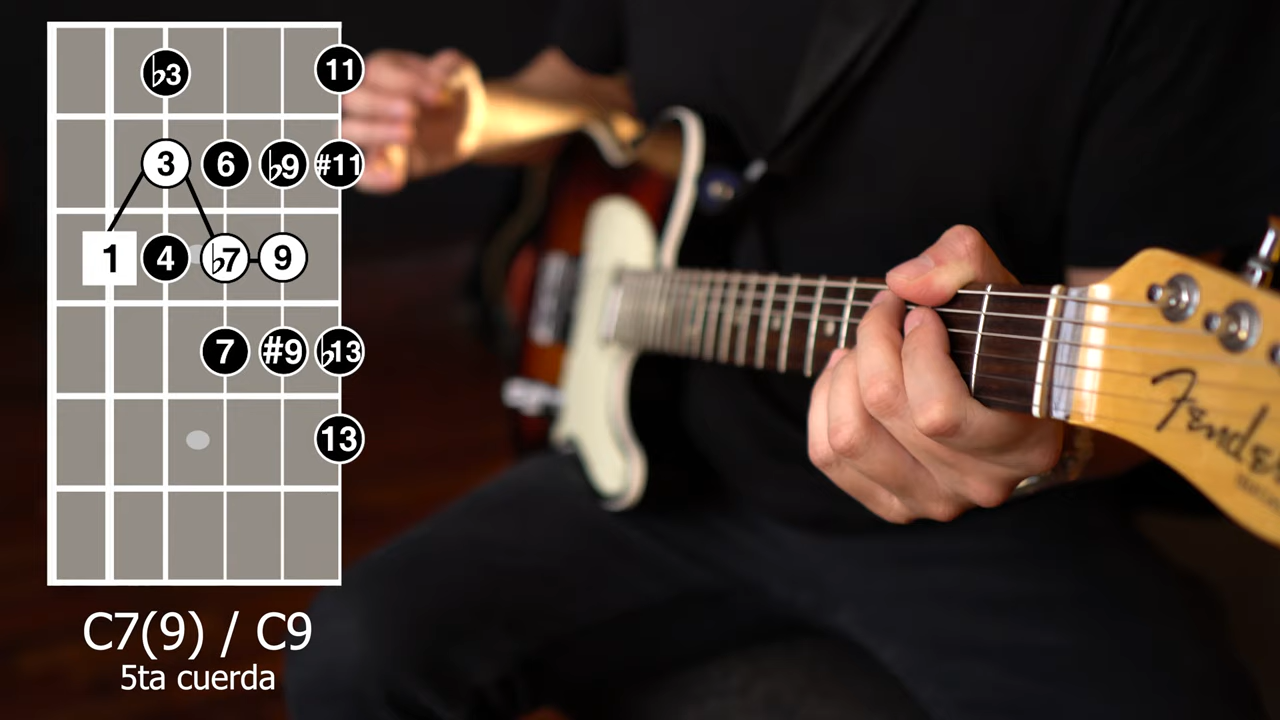 ♭3 11
3 6 ♭9 #11
1 4 ♭7 9
7 #9 ♭13
13
C7(9) / C9
5ta cuerda
Fender